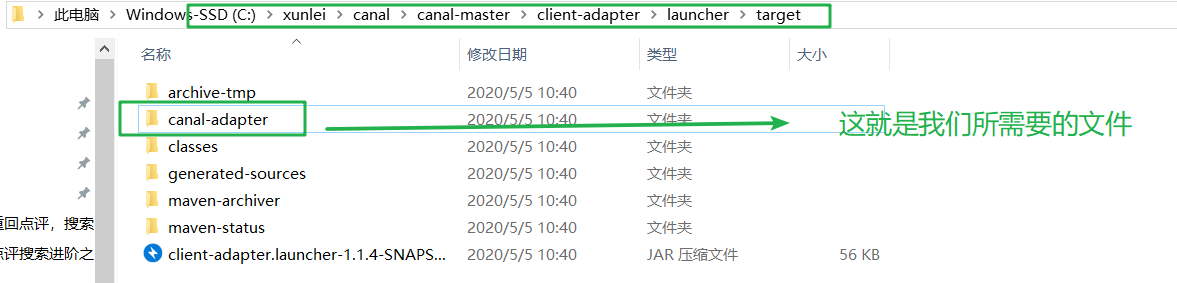 此电脑 > Windows-SSD (C:) > xunlei > canal > canal-master > client-adapter > launcher > target
名称 修改日期 类型 大小
archive-tmp 2020/5/5 10:40 文件夹
canal-adapter 2020/5/5 10:40 文件夹 这就是我们所需要的文件
classes 2020/5/5 10:40 文件夹
generated-sources 2020/5/5 10:40 文件夹
maven-archiver 2020/5/5 10:40 文件夹
重回点评，搜索 maven-status 2020/5/5 10:40 文件夹
点评搜索进阶之 client-adapter.launcher-1.1.4-SNAPS... 2020/5/5 10:40 JAR 压缩文件 56 KB